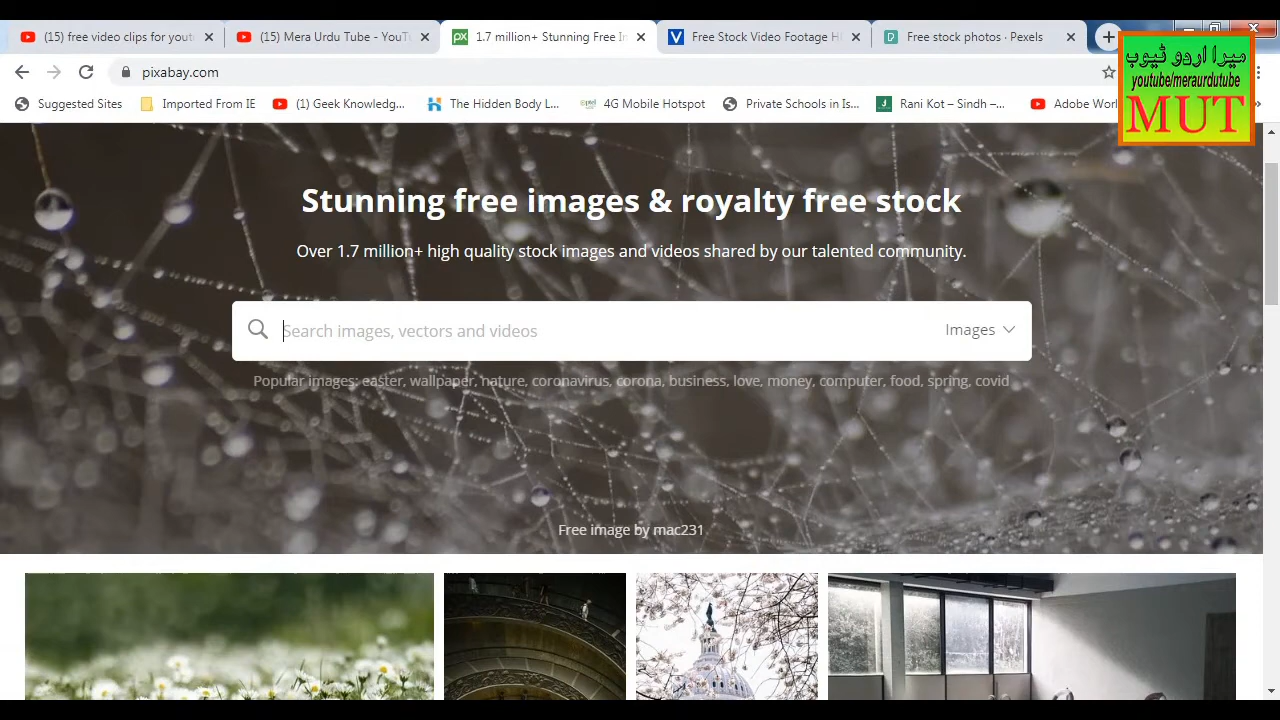 (15) free video clips for yout
(15) Mera Urdu Tube - YouTu
1.7 million+ Stunning Free Im
Free Stock Video Footage H
Free stock photos · Pexels
pixabay.com
Suggested Sites
Imported From IE
(1) Geek Knowledg...
The Hidden Body L...
4G Mobile Hotspot
Private Schools in Is...
Rani Kot – Sindh –...
Adobe Worl
میرا اردو ٹیوب
youtube/meraurdutube
MUT
Stunning free images & royalty free stock
Over 1.7 million+ high quality stock images and videos shared by our talented community.
Search images, vectors and videos
Images
Popular images: easter, wallpaper, nature, coronavirus, corona, business, love, money, computer, food, spring, covid
Free image by mac231